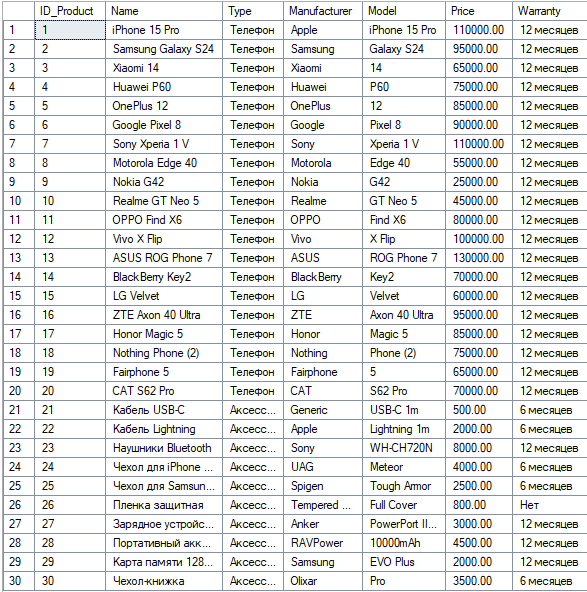 ID_Product Name Type Manufacturer Model Price Warranty
1 1 iPhone 15 Pro Телефон Apple iPhone 15 Pro 110000.00 12 месяцев
2 2 Samsung Galaxy S24 Телефон Samsung Galaxy S24 95000.00 12 месяцев
3 3 Xiaomi 14 Телефон Xiaomi 14 65000.00 12 месяцев
4 4 Huawei P60 Телефон Huawei P60 75000.00 12 месяцев
5 5 OnePlus 12 Телефон OnePlus 12 85000.00 12 месяцев
6 6 Google Pixel 8 Телефон Google Pixel 8 90000.00 12 месяцев
7 7 Sony Xperia 1 V Телефон Sony Xperia 1 V 110000.00 12 месяцев
8 8 Motorola Edge 40 Телефон Motorola Edge 40 55000.00 12 месяцев
9 9 Nokia G42 Телефон Nokia G42 25000.00 12 месяцев
10 10 Realme GT Neo 5 Телефон Realme GT Neo 5 45000.00 12 месяцев
11 11 OPPO Find X6 Телефон OPPO Find X6 80000.00 12 месяцев
12 12 Vivo X Flip Телефон Vivo X Flip 100000.00 12 месяцев
13 13 ASUS ROG Phone 7 Телефон ASUS ROG Phone 7 130000.00 12 месяцев
14 14 BlackBerry Key2 Телефон BlackBerry Key2 70000.00 12 месяцев
15 15 LG Velvet Телефон LG Velvet 60000.00 12 месяцев
16 16 ZTE Axon 40 Ultra Телефон ZTE Axon 40 Ultra 95000.00 12 месяцев
17 17 Honor Magic 5 Телефон Honor Magic 5 85000.00 12 месяцев
18 18 Nothing Phone (2) Телефон Nothing Phone (2) 75000.00 12 месяцев
19 19 Fairphone 5 Телефон Fairphone 5 65000.00 12 месяцев
20 20 CAT S62 Pro Телефон CAT S62 Pro 70000.00 12 месяцев
21 21 Кабель USB-C Аксесс... Generic USB-C 1m 500.00 6 месяцев
22 22 Кабель Lightning Аксесс... Apple Lightning 1m 2000.00 6 месяцев
23 23 Наушники Bluetooth Аксесс... Sony WH-CH720N 8000.00 12 месяцев
24 24 Чехол для iPhone ... Аксесс... UAG Meteor 4000.00 6 месяцев
25 25 Чехол для Samsun... Аксесс... Spigen Tough Armor 2500.00 6 месяцев
26 26 Пленка защитная Аксесс... Tempered ... Full Cover 800.00 Нет
27 27 Зарядное устройс... Аксесс... Anker PowerPort II... 3000.00 12 месяцев
28 28 Портативный акк... Аксесс... RAVPower 10000mAh 4500.00 12 месяцев
29 29 Карта памяти 128... Аксесс... Samsung EVO Plus 2000.00 12 месяцев
30 30 Чехол-книжка Аксесс... Olixar Pro 3500.00 6 месяцев